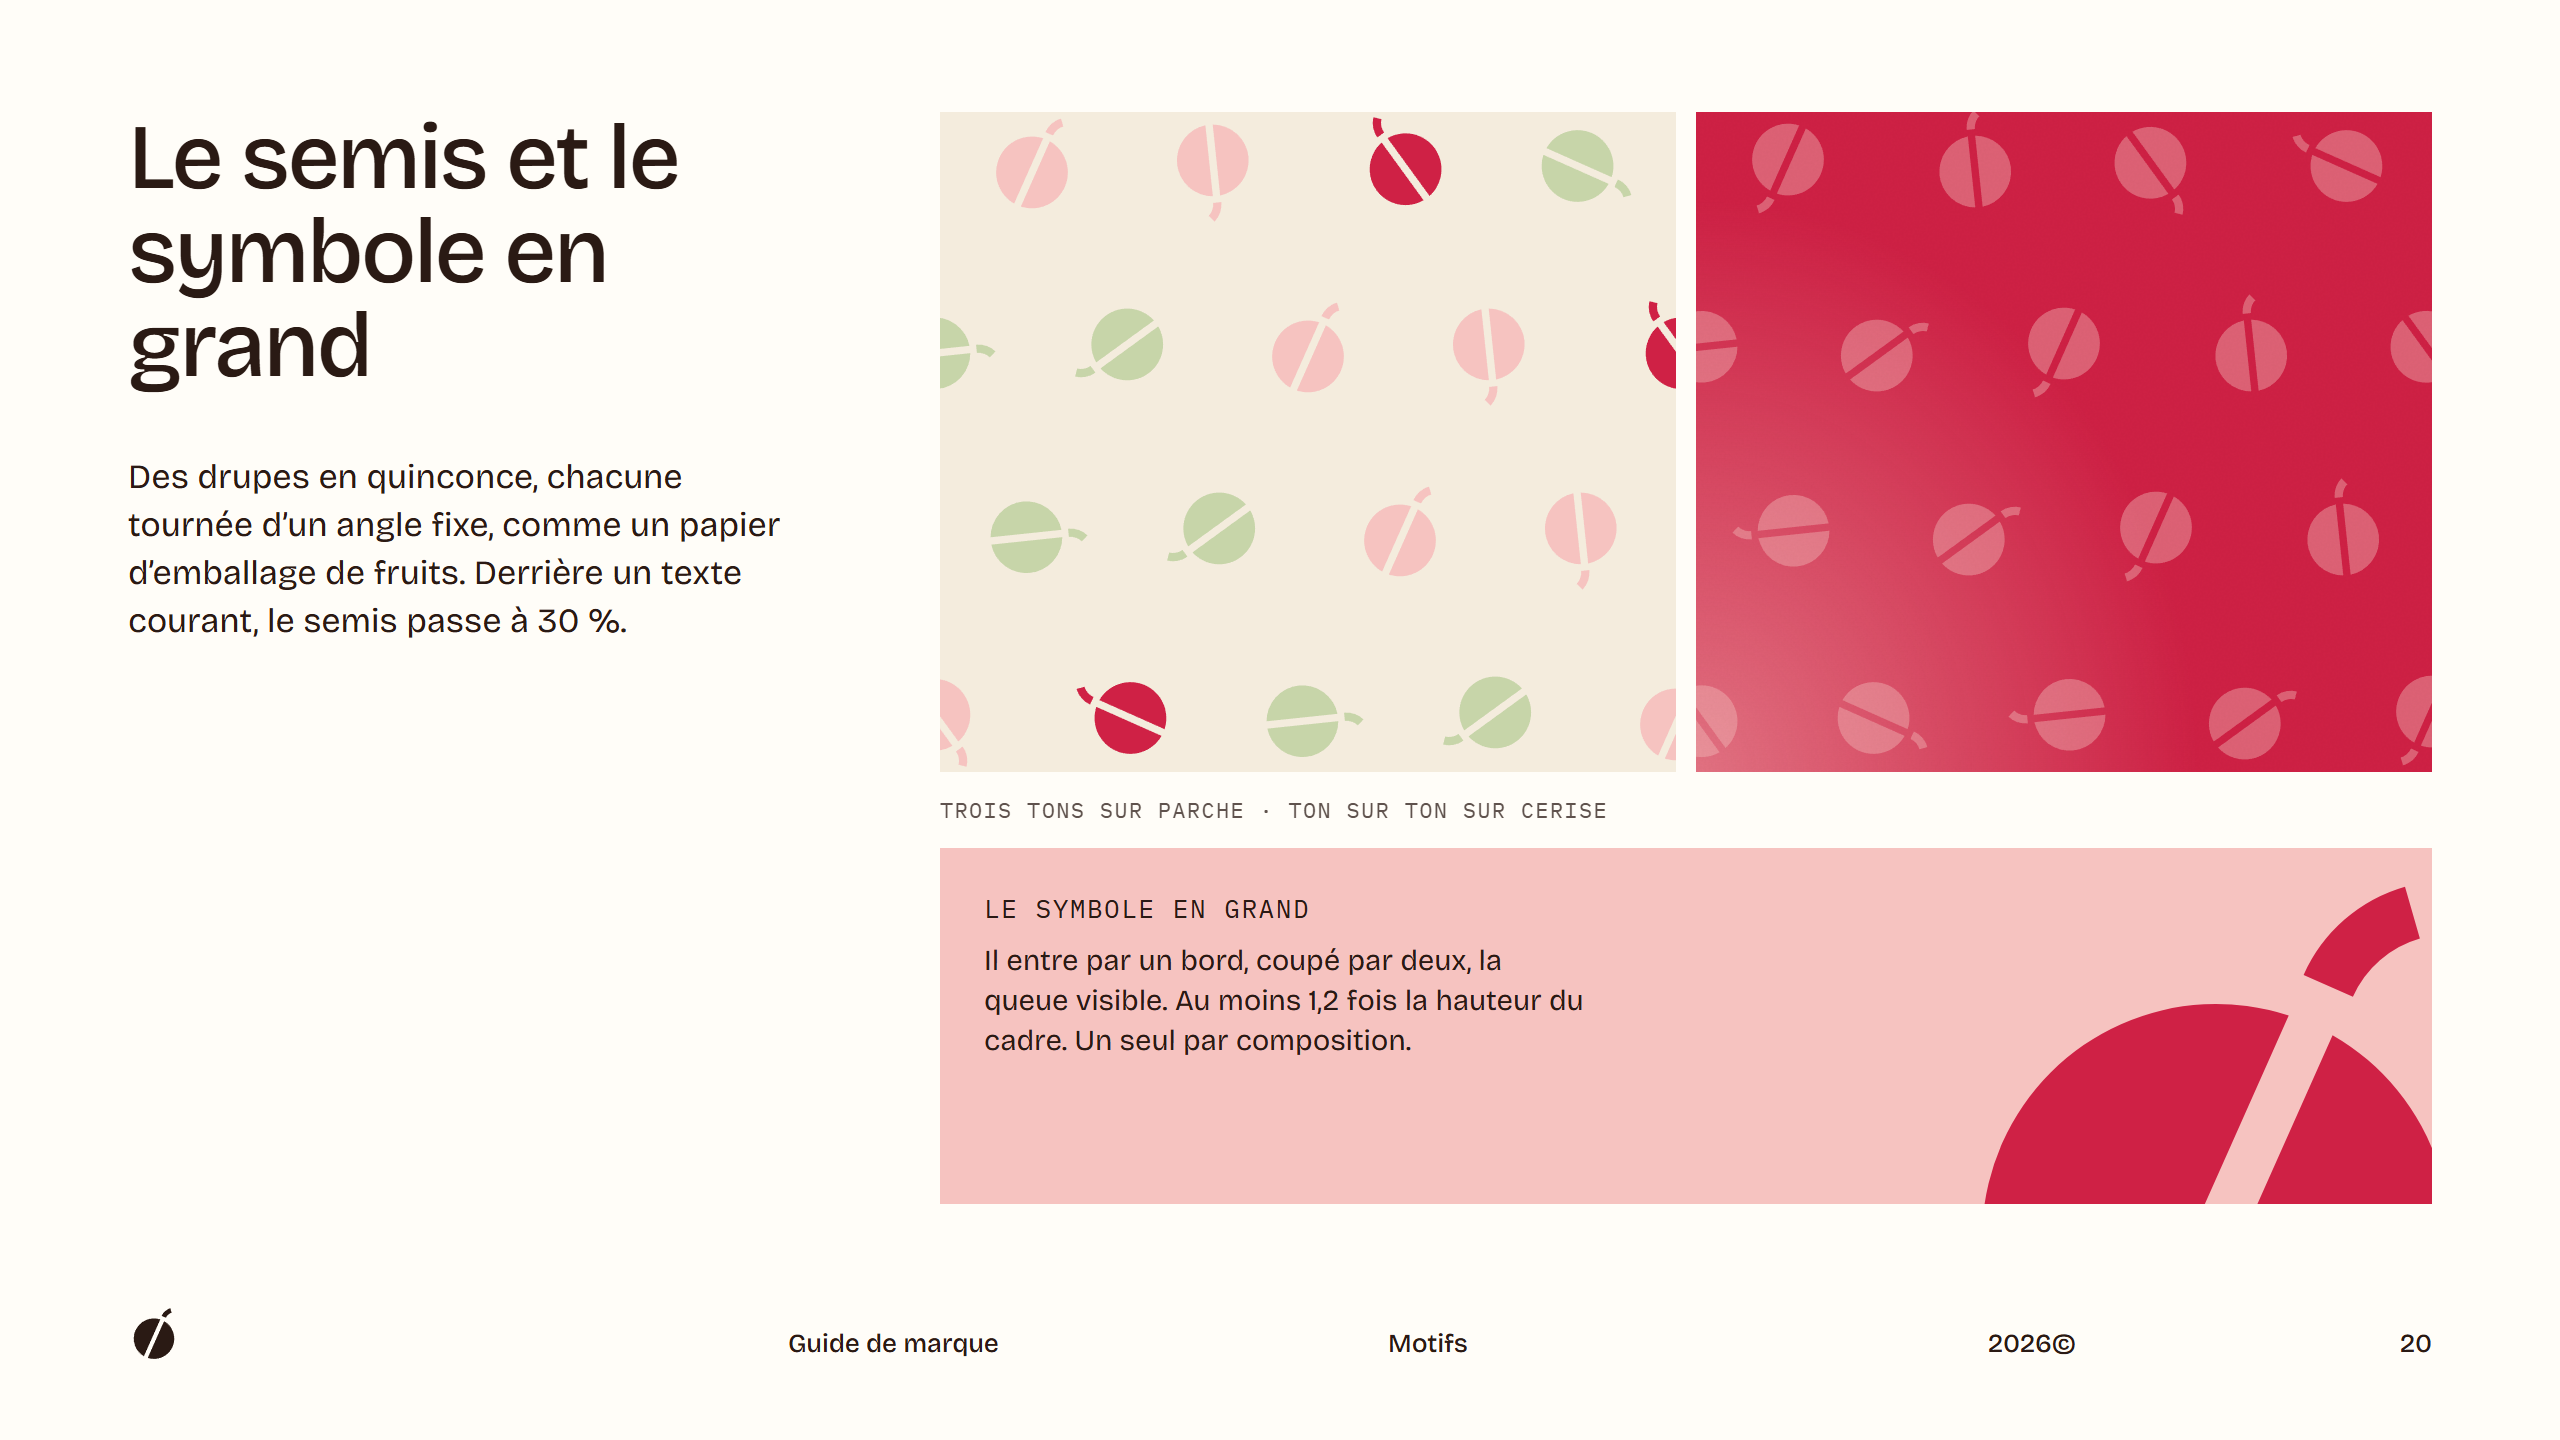 Le semis et le
symbole en
grand
Des drupes en quinconce, chacune
tournée d’un angle fixe, comme un papier
d’emballage de fruits. Derrière un texte
courant, le semis passe à 30 %.
TROIS TONS SUR PARCHE · TON SUR TON SUR CERISE
LE SYMBOLE EN GRAND
Il entre par un bord, coupé par deux, la
queue visible. Au moins 1,2 fois la hauteur du
cadre. Un seul par composition.
Guide de marque
Motifs
2026©
20